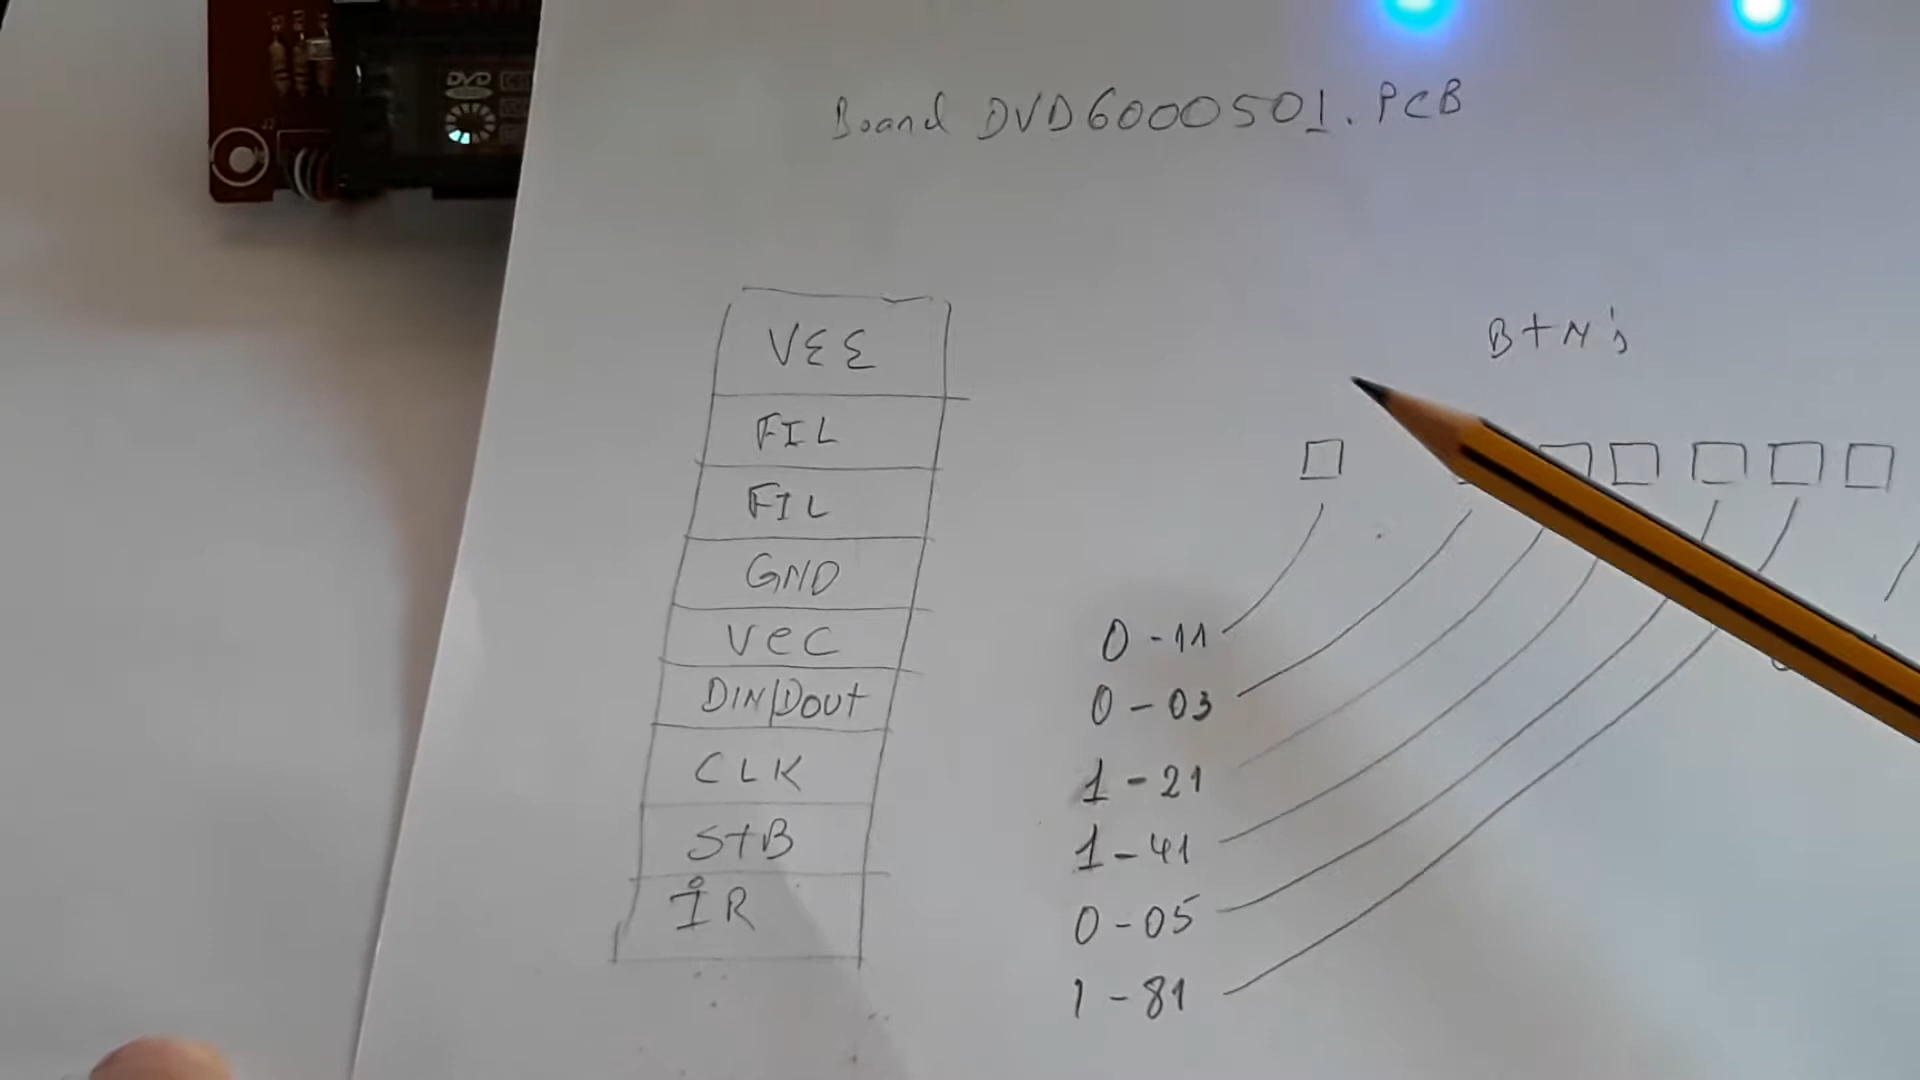 DVD
Board DVD6000501.PCB
VEE
FIL
FIL
GND
VCC
DIN/DOUT
CLK
STB
IR
BTN's
0-11
0-03
1-21
1-41
0-05
1-81